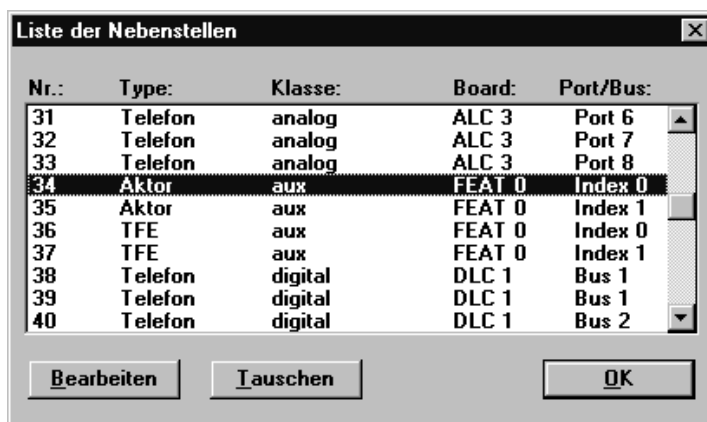 Liste der Nebenstellen
Nr.: Type: Klasse: Board: Port/Bus:
31 Telefon analog ALC 3 Port 6
32 Telefon analog ALC 3 Port 7
33 Telefon analog ALC 3 Port 8
34 Aktor aux FEAT 0 Index 0
35 Aktor aux FEAT 0 Index 1
36 TFE aux FEAT 0 Index 0
37 TFE aux FEAT 0 Index 1
38 Telefon digital DLC 1 Bus 1
39 Telefon digital DLC 1 Bus 1
40 Telefon digital DLC 1 Bus 2
Bearbeiten Tauschen OK